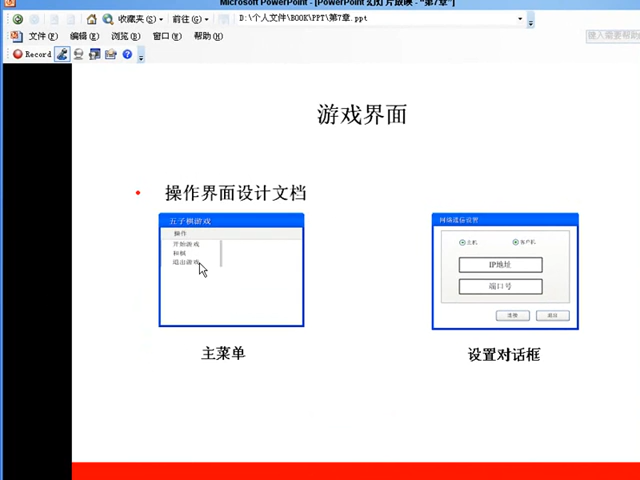 Microsoft PowerPoint - [PowerPoint 幻灯片放映 - "第7章"]
收藏夹(S) 前往(G) D:\个人文件\BOOK\PPT\第7章.ppt
文件(F) 编辑(E) 浏览(B) 窗口(W) 帮助(H) 键入需要帮助
Record
游戏界面
• 操作界面设计文档
五子棋游戏
操作
开始游戏
和棋
退出游戏
网络通信设置
主机 客户机
IP地址
端口号
退出
主菜单 设置对话框